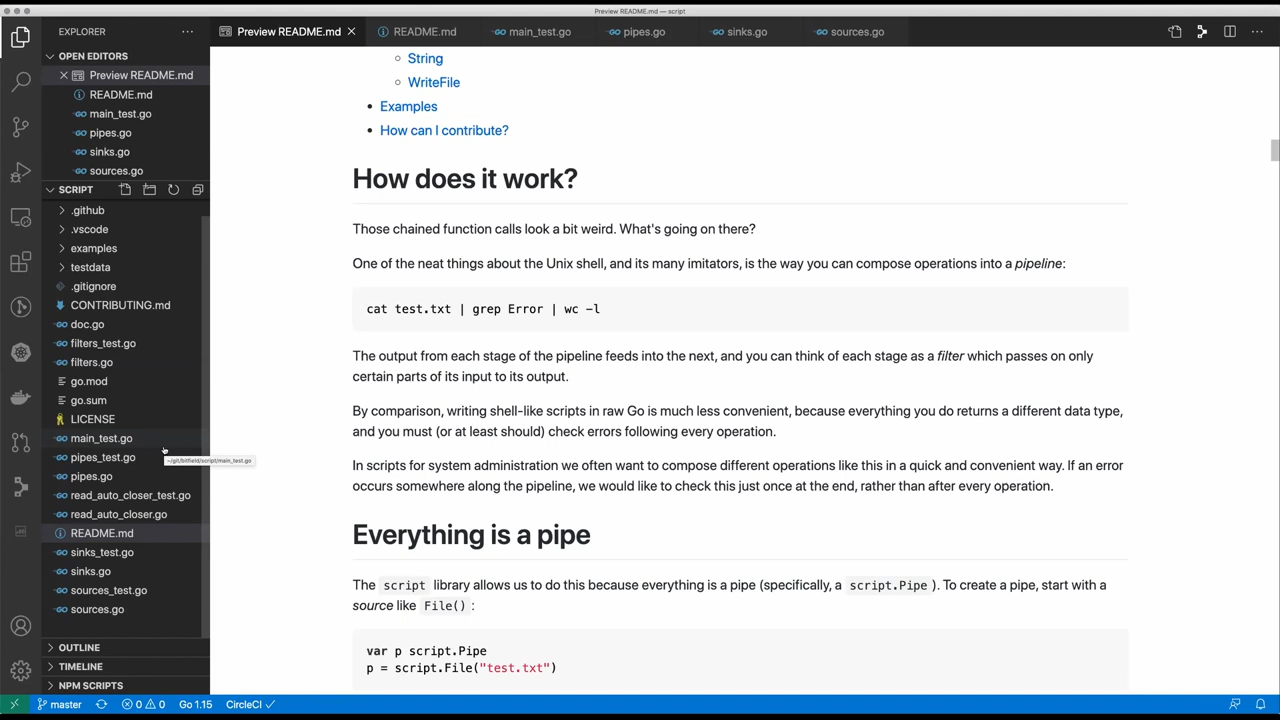 Preview README.md — script
EXPLORER
Preview README.md
README.md
main_test.go
pipes.go
sinks.go
sources.go
OPEN EDITORS
Preview README.md
README.md
main_test.go
pipes.go
sinks.go
sources.go
SCRIPT
.github
.vscode
examples
testdata
.gitignore
CONTRIBUTING.md
doc.go
filters_test.go
filters.go
go.mod
go.sum
LICENSE
main_test.go
~/git/bitfield/script/main_test.go
pipes_test.go
pipes.go
read_auto_closer_test.go
read_auto_closer.go
README.md
sinks_test.go
sinks.go
sources_test.go
sources.go
OUTLINE
TIMELINE
NPM SCRIPTS
String
WriteFile
Examples
How can I contribute?
How does it work?
Those chained function calls look a bit weird. What's going on there?
One of the neat things about the Unix shell, and its many imitators, is the way you can compose operations into a pipeline:
cat test.txt | grep Error | wc -l
The output from each stage of the pipeline feeds into the next, and you can think of each stage as a filter which passes on only
certain parts of its input to its output.
By comparison, writing shell-like scripts in raw Go is much less convenient, because everything you do returns a different data type,
and you must (or at least should) check errors following every operation.
In scripts for system administration we often want to compose different operations like this in a quick and convenient way. If an error
occurs somewhere along the pipeline, we would like to check this just once at the end, rather than after every operation.
Everything is a pipe
The script library allows us to do this because everything is a pipe (specifically, a script.Pipe ). To create a pipe, start with a
source like File() :
var p script.Pipe
p = script.File("test.txt")
master
0
0
Go 1.15
CircleCI ✓